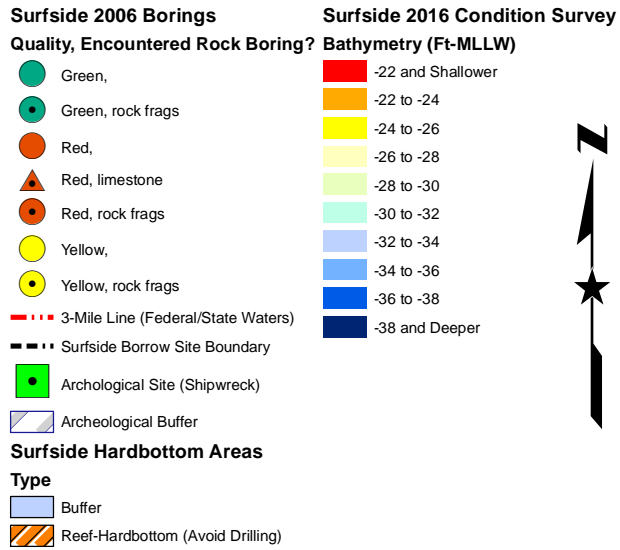 Surfside 2006 Borings
Quality, Encountered Rock Boring?
Green,
Green, rock frags
Red,
Red, limestone
Red, rock frags
Yellow,
Yellow, rock frags
3-Mile Line (Federal/State Waters)
Surfside Borrow Site Boundary
Archological Site (Shipwreck)
Archeological Buffer
Surfside Hardbottom Areas
Type
Buffer
Reef-Hardbottom (Avoid Drilling)
Surfside 2016 Condition Survey
Bathymetry (Ft-MLLW)
-22 and Shallower
-22 to -24
-24 to -26
-26 to -28
-28 to -30
-30 to -32
-32 to -34
-34 to -36
-36 to -38
-38 and Deeper
N